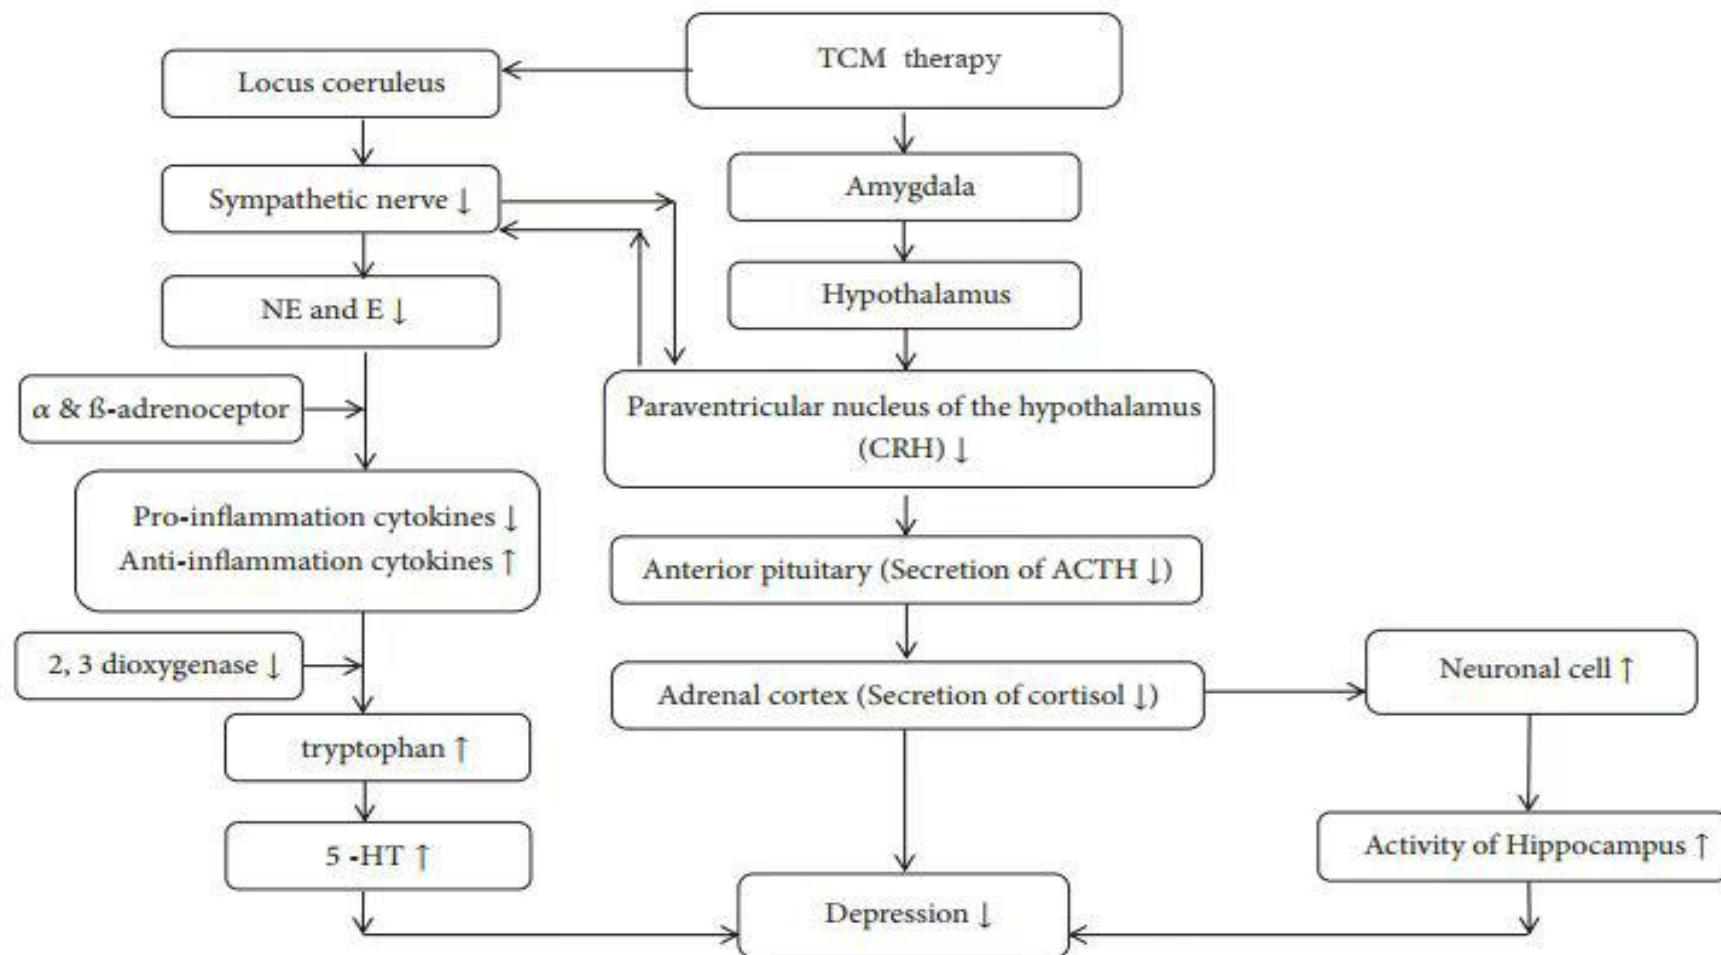 TCM therapy
Locus coeruleus
Sympathetic nerve ↓
Amygdala
NE and E ↓
Hypothalamus
α & ß-adrenoceptor
Paraventricular nucleus of the hypothalamus
(CRH) ↓
Pro-inflammation cytokines ↓
Anti-inflammation cytokines ↑
Anterior pituitary (Secretion of ACTH ↓)
2, 3 dioxygenase ↓
Adrenal cortex (Secretion of cortisol ↓)
Neuronal cell ↑
tryptophan ↑
5 -HT ↑
Activity of Hippocampus ↑
Depression ↓